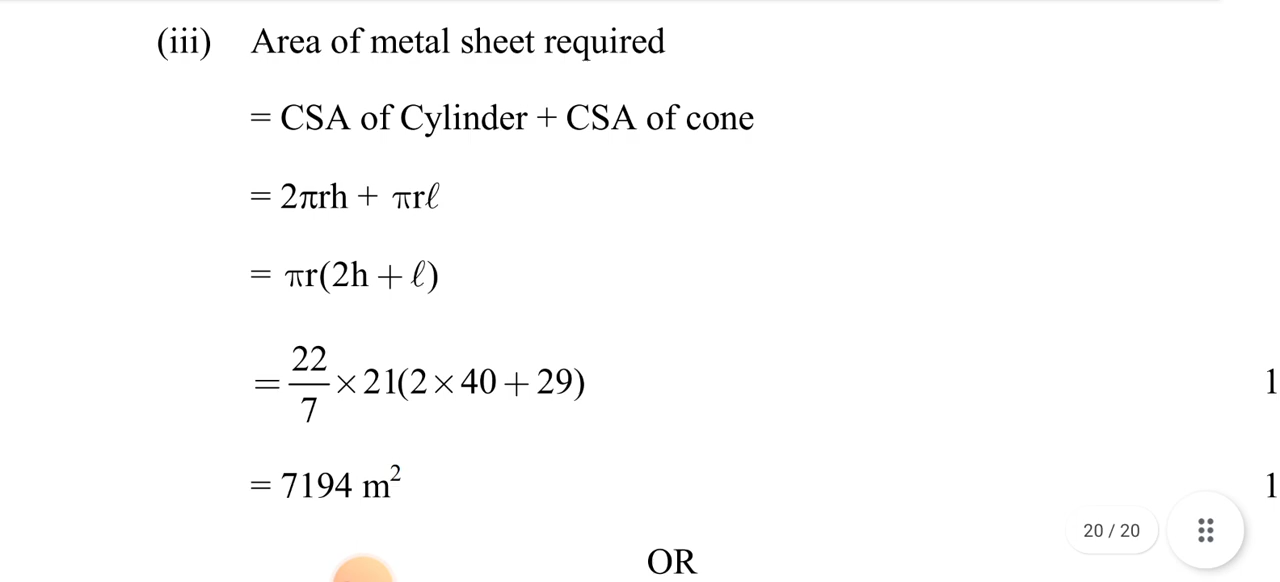 (iii) Area of metal sheet required
= CSA of Cylinder + CSA of cone
= 2πrh + πrℓ
= πr(2h + ℓ)
= 22/7 × 21(2 × 40 + 29) 1
= 7194 m² 1
20 / 20
OR